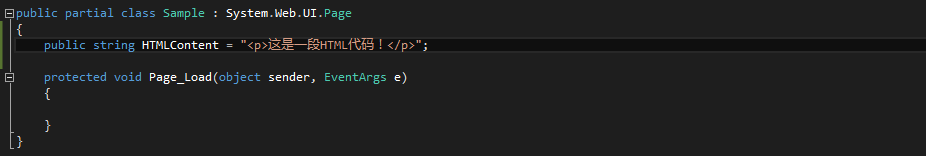 public partial class Sample : System.Web.UI.Page
{
public string HTMLContent = "<p>这是一段HTML代码！</p>";
protected void Page_Load(object sender, EventArgs e)
{
}
}